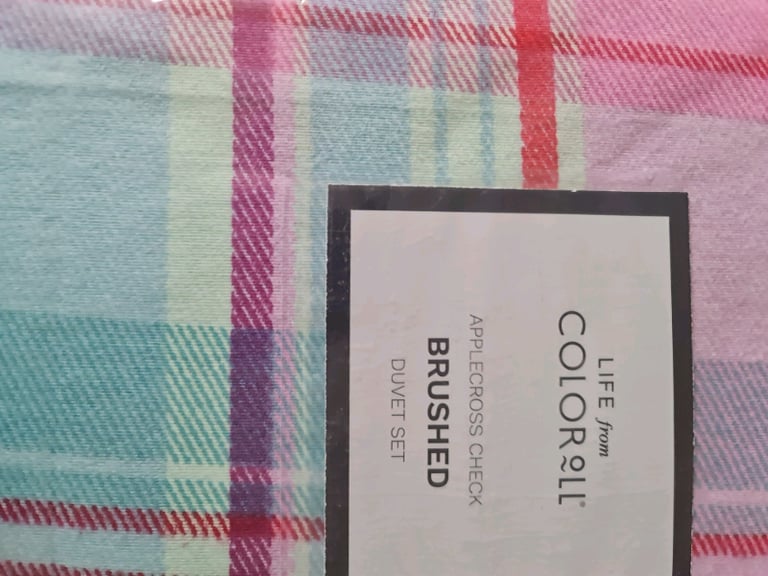 LIFE from
COLOROLL®
APPLECROSS CHECK
BRUSHED
DUVET SET